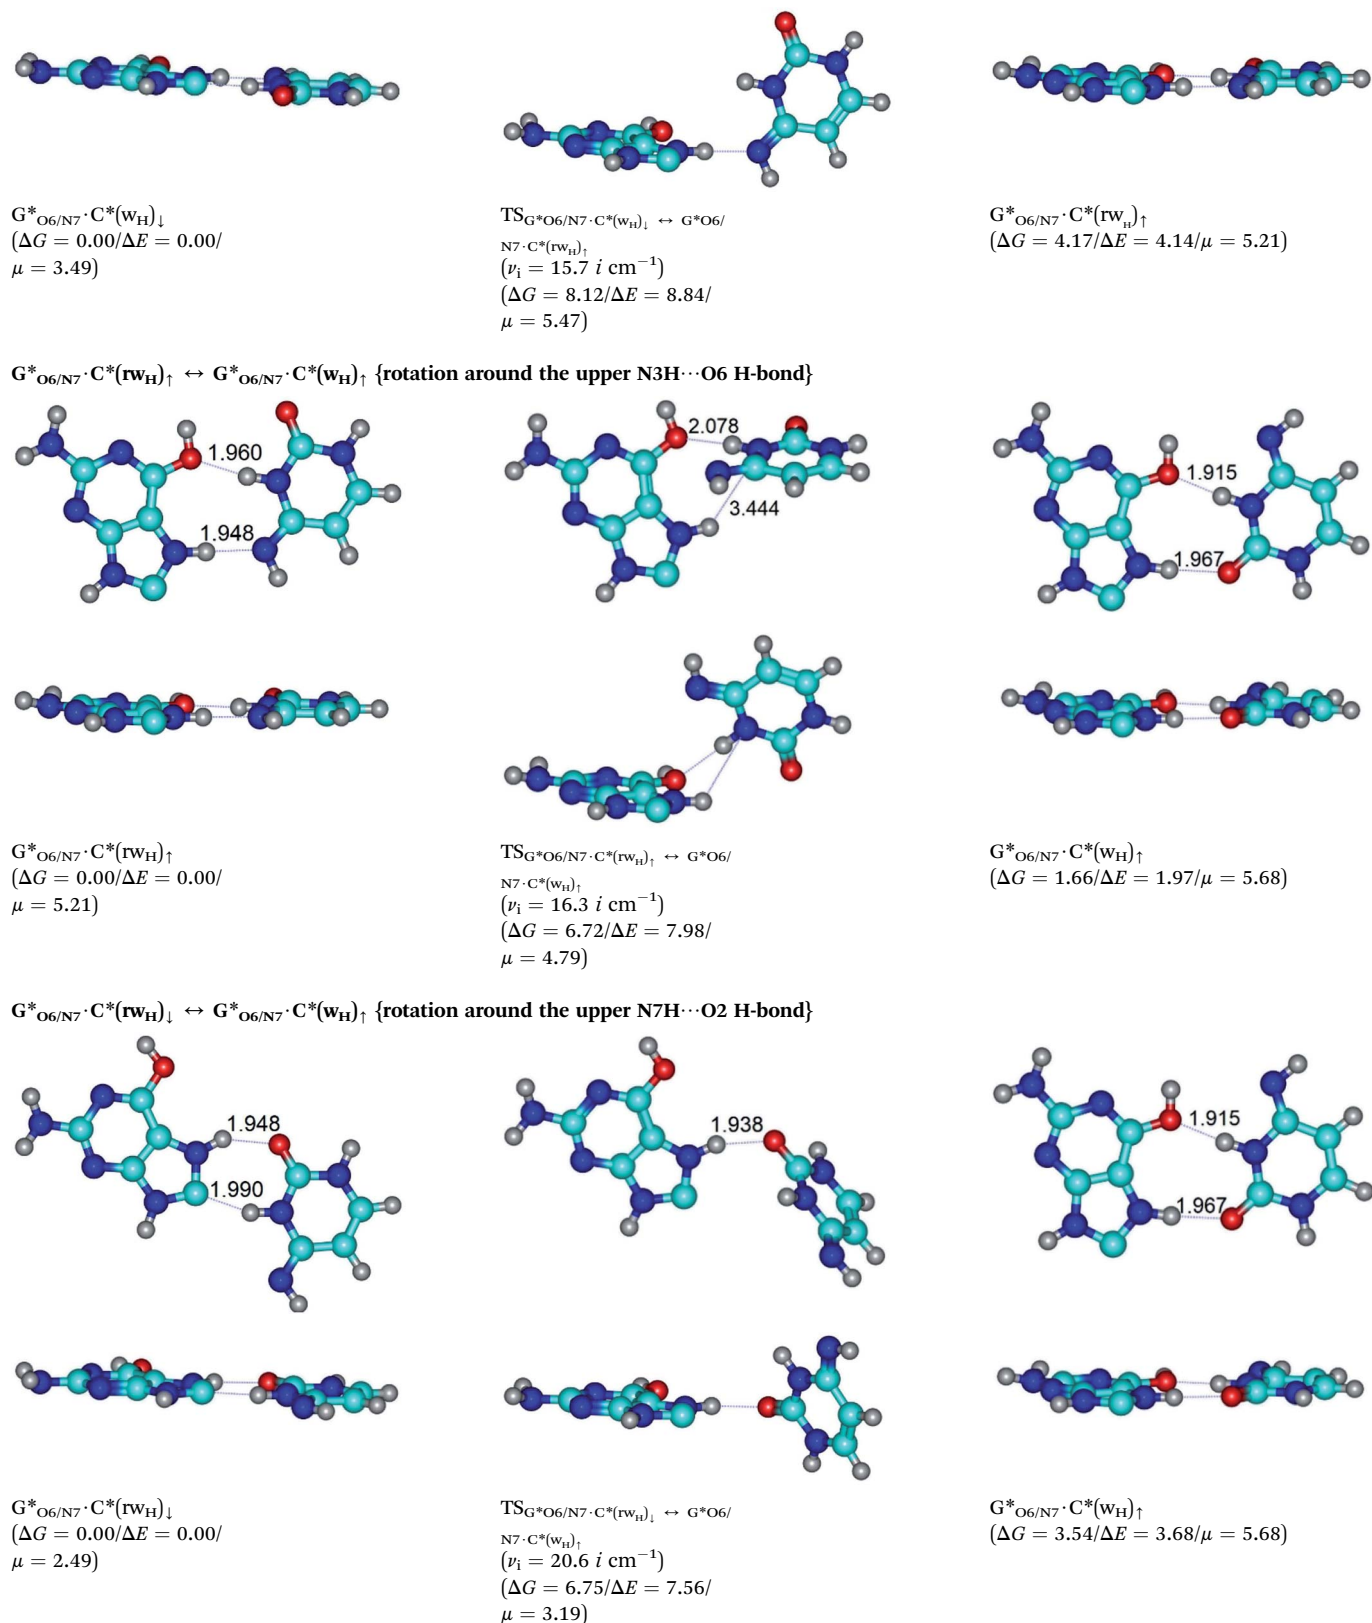 G*O6/N7·C*(wH)↓
(ΔG = 0.00/ΔE = 0.00/
μ = 3.49)
TSG*O6/N7·C*(wH)↓ ↔ G*O6/
N7·C*(rwH)↑
(νi = 15.7 i cm−1)
(ΔG = 8.12/ΔE = 8.84/
μ = 5.47)
G*O6/N7·C*(rwH)↑
(ΔG = 4.17/ΔE = 4.14/μ = 5.21)
G*O6/N7·C*(rwH)↑ ↔ G*O6/N7·C*(wH)↑ {rotation around the upper N3H···O6 H-bond}
1.960
1.948
2.078
3.444
1.915
1.967
G*O6/N7·C*(rwH)↑
(ΔG = 0.00/ΔE = 0.00/
μ = 5.21)
TSG*O6/N7·C*(rwH)↑ ↔ G*O6/
N7·C*(wH)↑
(νi = 16.3 i cm−1)
(ΔG = 6.72/ΔE = 7.98/
μ = 4.79)
G*O6/N7·C*(wH)↑
(ΔG = 1.66/ΔE = 1.97/μ = 5.68)
G*O6/N7·C*(rwH)↓ ↔ G*O6/N7·C*(wH)↑ {rotation around the upper N7H···O2 H-bond}
1.948
1.990
1.938
1.915
1.967
G*O6/N7·C*(rwH)↓
(ΔG = 0.00/ΔE = 0.00/
μ = 2.49)
TSG*O6/N7·C*(rwH)↓ ↔ G*O6/
N7·C*(wH)↑
(νi = 20.6 i cm−1)
(ΔG = 6.75/ΔE = 7.56/
μ = 3.19)
G*O6/N7·C*(wH)↑
(ΔG = 3.54/ΔE = 3.68/μ = 5.68)